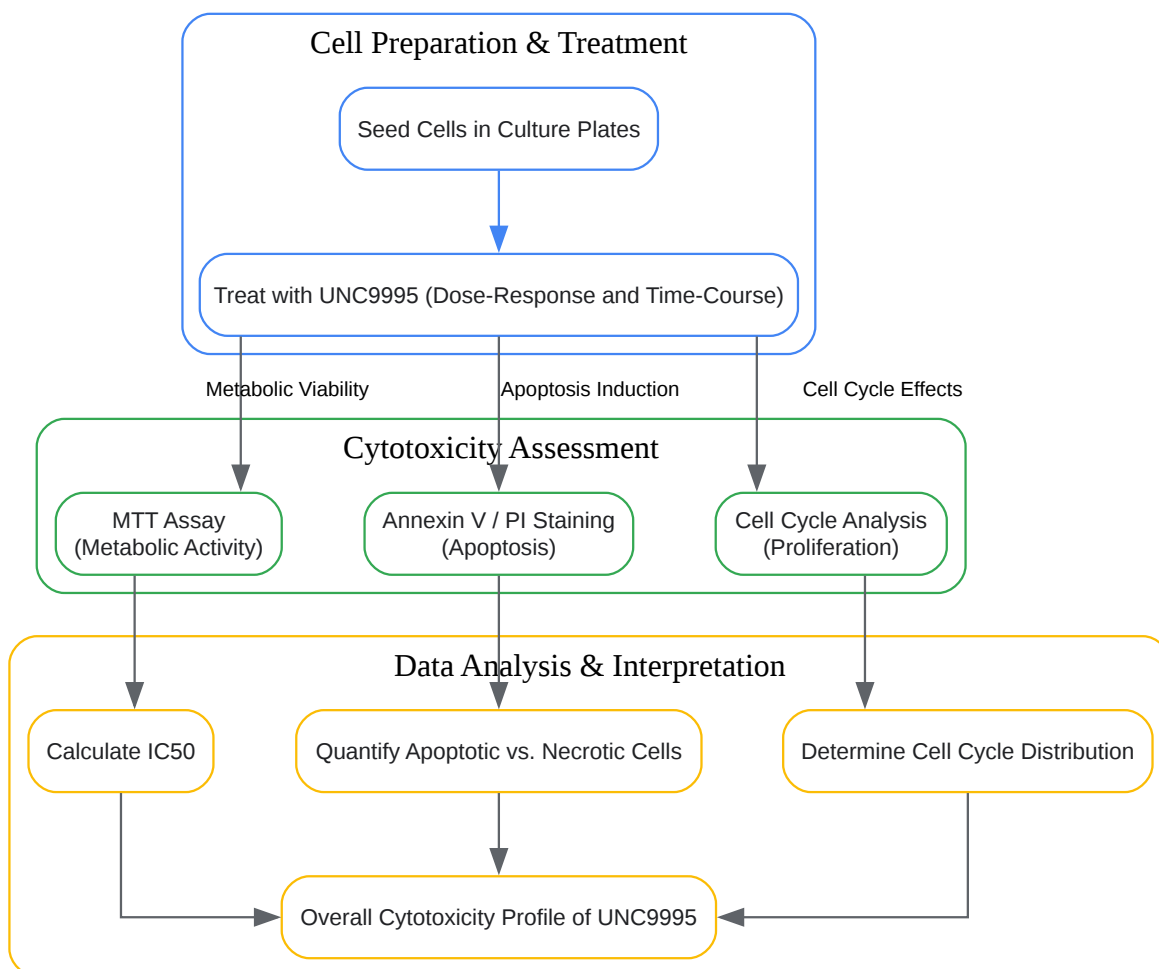 Cell Preparation & Treatment
Seed Cells in Culture Plates
Treat with UNC9995 (Dose-Response and Time-Course)
Metabolic Viability
Apoptosis Induction
Cell Cycle Effects
Cytotoxicity Assessment
MTT Assay
(Metabolic Activity)
Annexin V / PI Staining
(Apoptosis)
Cell Cycle Analysis
(Proliferation)
Data Analysis & Interpretation
Calculate IC50
Quantify Apoptotic vs. Necrotic Cells
Determine Cell Cycle Distribution
Overall Cytotoxicity Profile of UNC9995